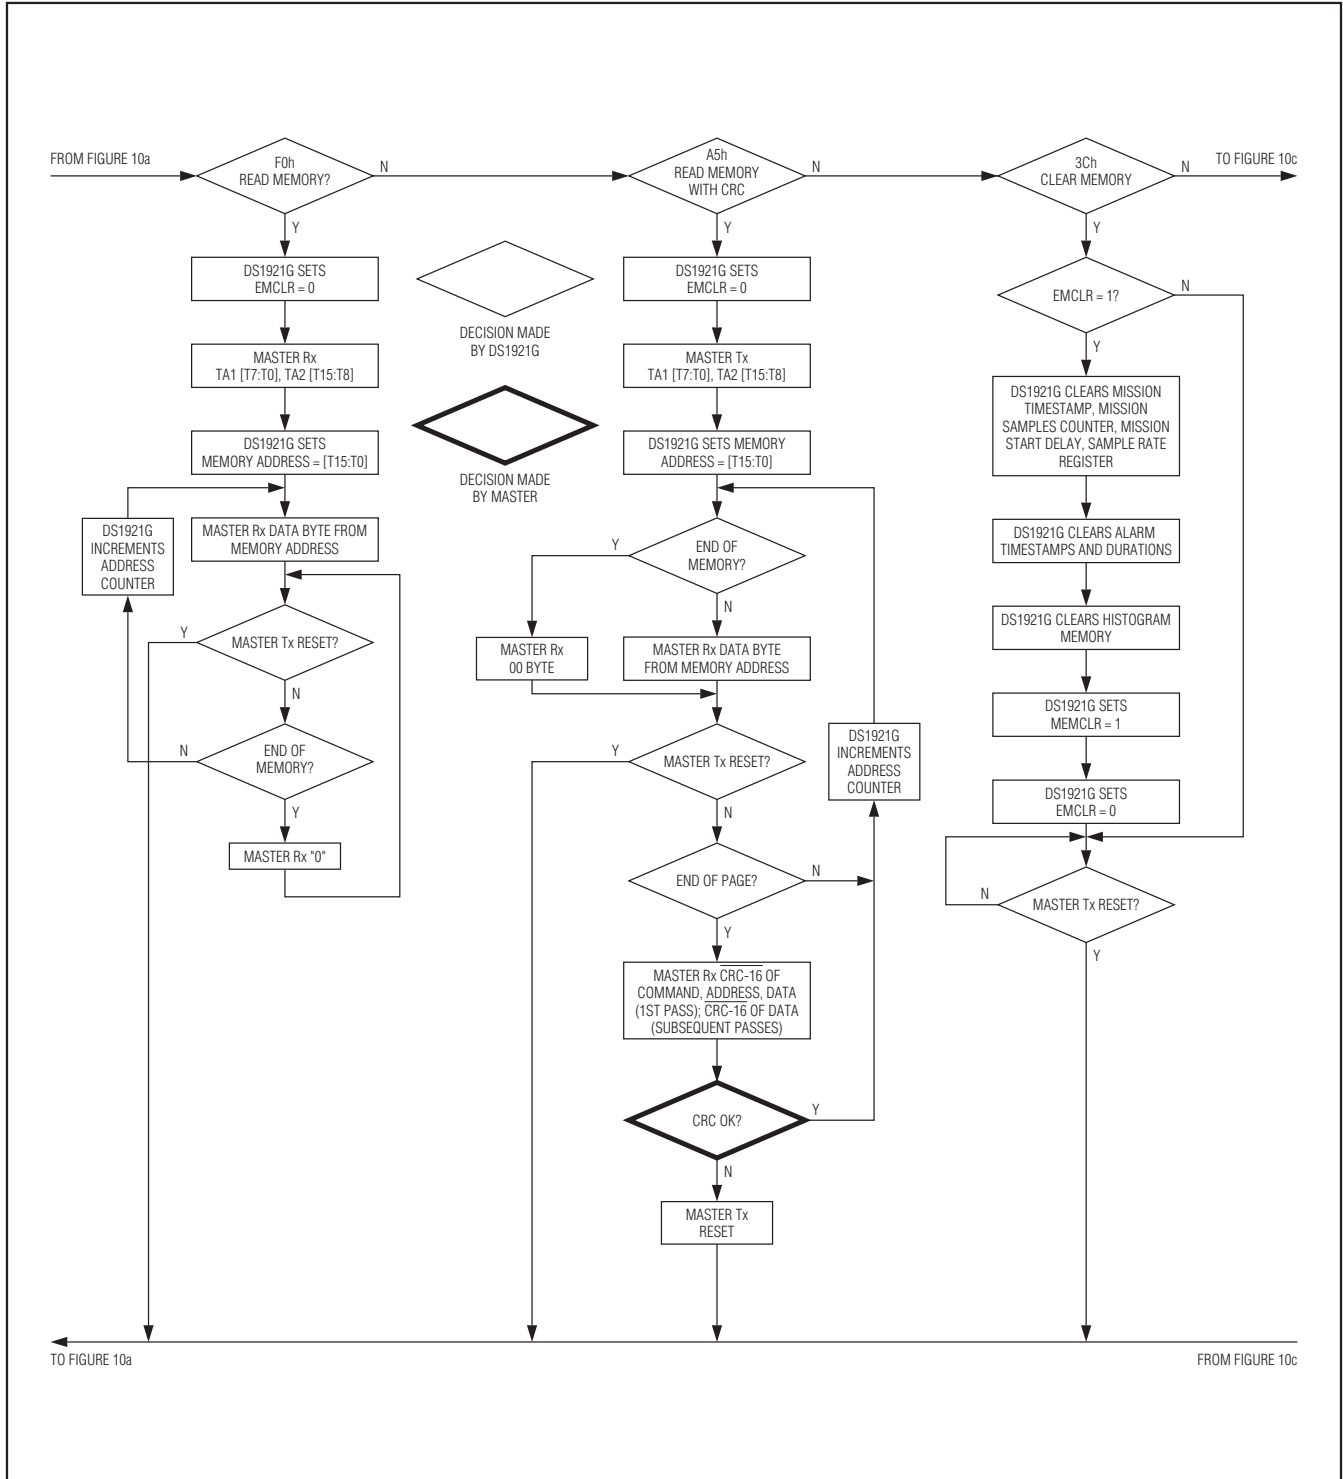 FROM FIGURE 10a
F0h
READ MEMORY?
N
Y
DS1921G SETS
EMCLR = 0
MASTER Rx
TA1 [T7:T0], TA2 [T15:T8]
DS1921G SETS
MEMORY ADDRESS = [T15:T0]
DS1921G
INCREMENTS
ADDRESS
COUNTER
MASTER Rx DATA BYTE FROM
MEMORY ADDRESS
Y
MASTER Tx RESET?
N
N
END OF
MEMORY?
Y
MASTER Rx "0"
DECISION MADE
BY DS1921G
DECISION MADE
BY MASTER
A5h
READ MEMORY
WITH CRC
N
Y
DS1921G SETS
EMCLR = 0
MASTER Tx
TA1 [T7:T0], TA2 [T15:T8]
DS1921G SETS MEMORY
ADDRESS = [T15:T0]
Y
END OF
MEMORY?
N
MASTER Rx
00 BYTE
MASTER Rx DATA BYTE
FROM MEMORY ADDRESS
Y
MASTER Tx RESET?
N
DS1921G
INCREMENTS
ADDRESS
COUNTER
END OF PAGE?
N
Y
MASTER Rx CRC-16 OF
COMMAND, ADDRESS, DATA
(1ST PASS); CRC-16 OF DATA
(SUBSEQUENT PASSES)
CRC OK?
Y
N
MASTER Tx
RESET
3Ch
CLEAR MEMORY
N
TO FIGURE 10c
Y
EMCLR = 1?
N
Y
DS1921G CLEARS MISSION
TIMESTAMP, MISSION
SAMPLES COUNTER, MISSION
START DELAY, SAMPLE RATE
REGISTER
DS1921G CLEARS ALARM
TIMESTAMPS AND DURATIONS
DS1921G CLEARS HISTOGRAM
MEMORY
DS1921G SETS
MEMCLR = 1
DS1921G SETS
EMCLR = 0
N
MASTER Tx RESET?
Y
TO FIGURE 10a
FROM FIGURE 10c